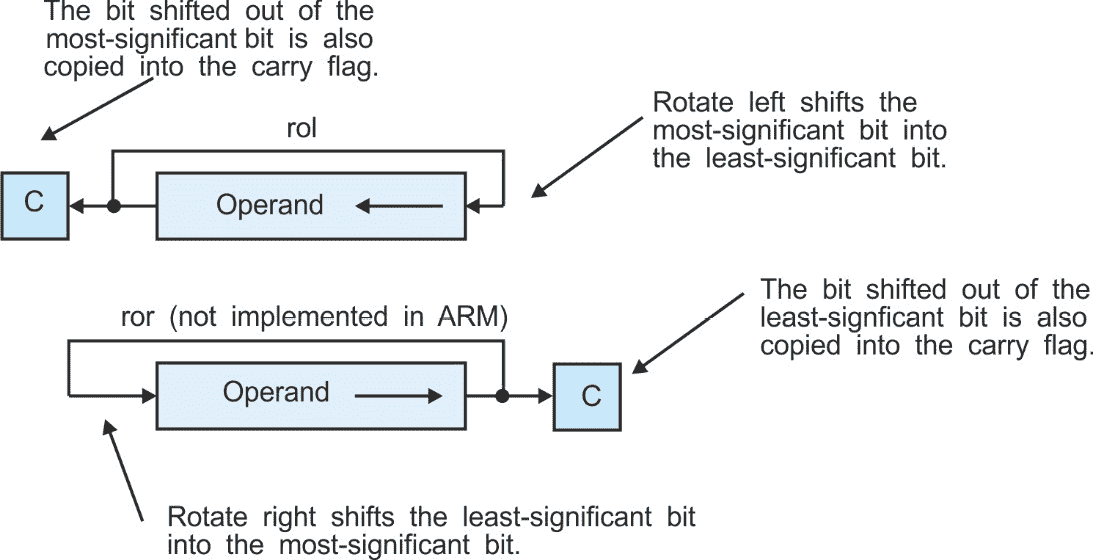 The bit shifted out of the
most-significant bit is also
copied into the carry flag.
rol
Rotate left shifts the
most-significant bit into
the least-significant bit.
C
Operand
ror (not implemented in ARM)
The bit shifted out of the
least-signficant bit is also
copied into the carry flag.
Operand
C
Rotate right shifts the least-significant bit
into the most-significant bit.